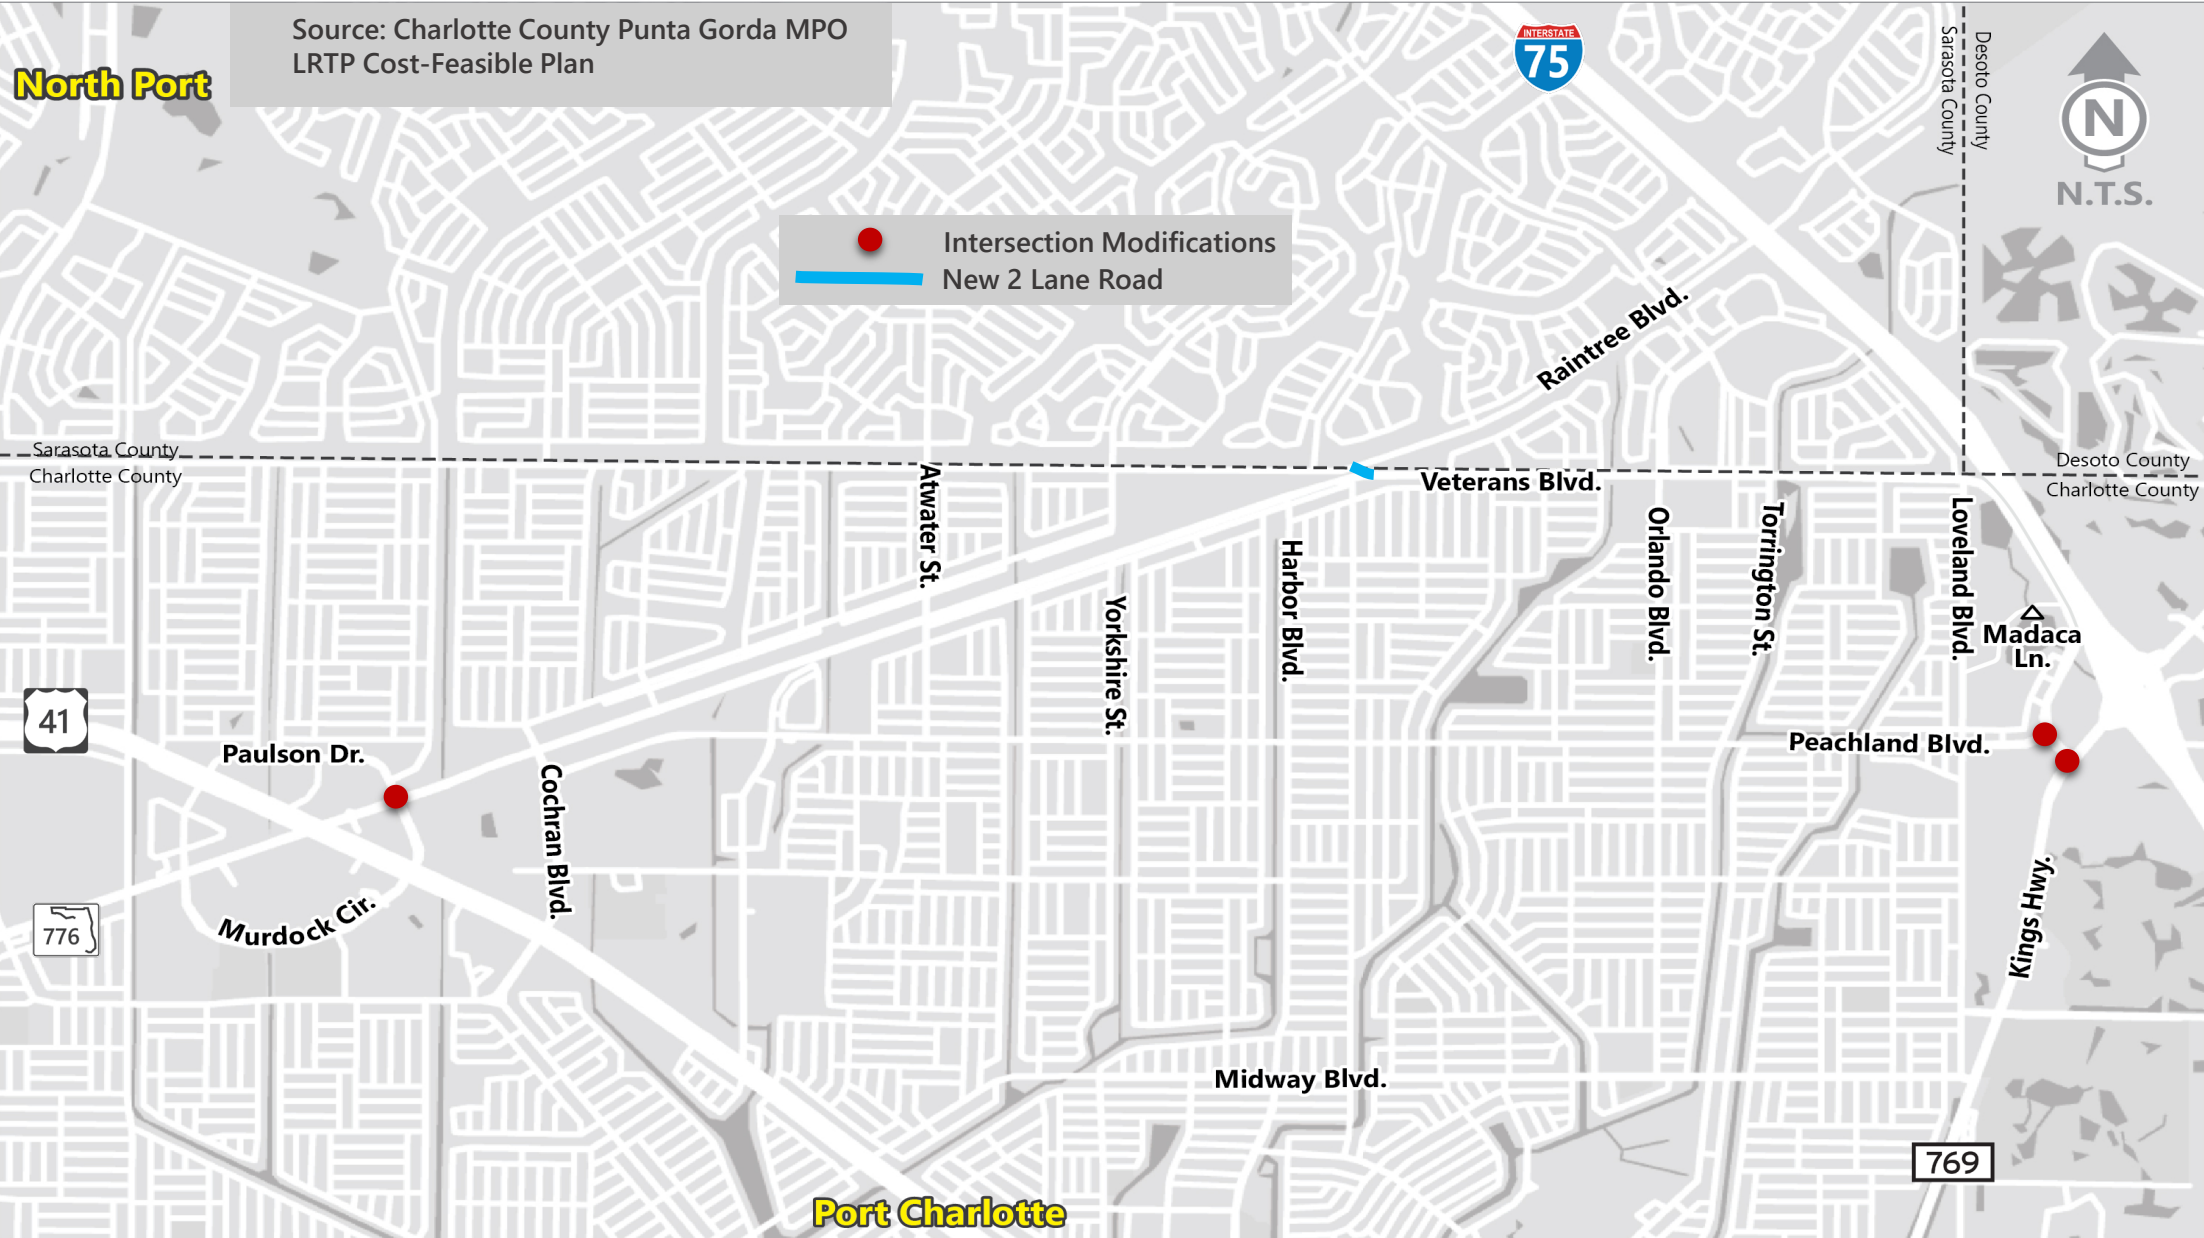 Source: Charlotte County Punta Gorda MPO
LRTP Cost-Feasible Plan
North Port
INTERSTATE
75
Sarasota County
Desoto County
N
N.T.S.
Intersection Modifications
New 2 Lane Road
Raintree Blvd.
Sarasota County
Charlotte County
Desoto County
Charlotte County
Veterans Blvd.
Atwater St.
Yorkshire St.
Harbor Blvd.
Orlando Blvd.
Torrington St.
Loveland Blvd.
Madaca
Ln.
41
Paulson Dr.
Peachland Blvd.
Cochran Blvd.
Murdock Cir.
776
Kings Hwy.
Midway Blvd.
769
Port Charlotte